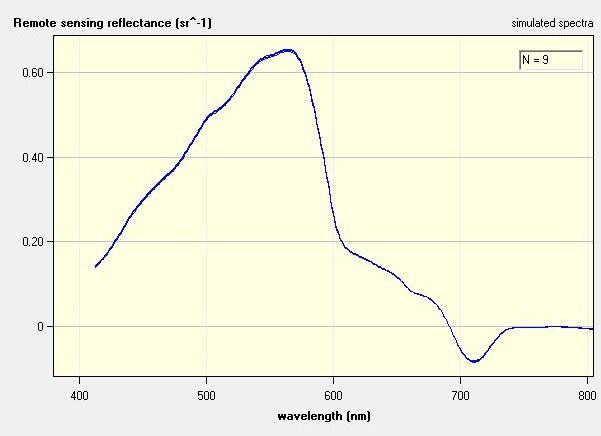 Remote sensing reflectance (sr^-1)
simulated spectra
N = 9
0.60
0.40
0.20
0
400 500 600 700 800
wavelength (nm)